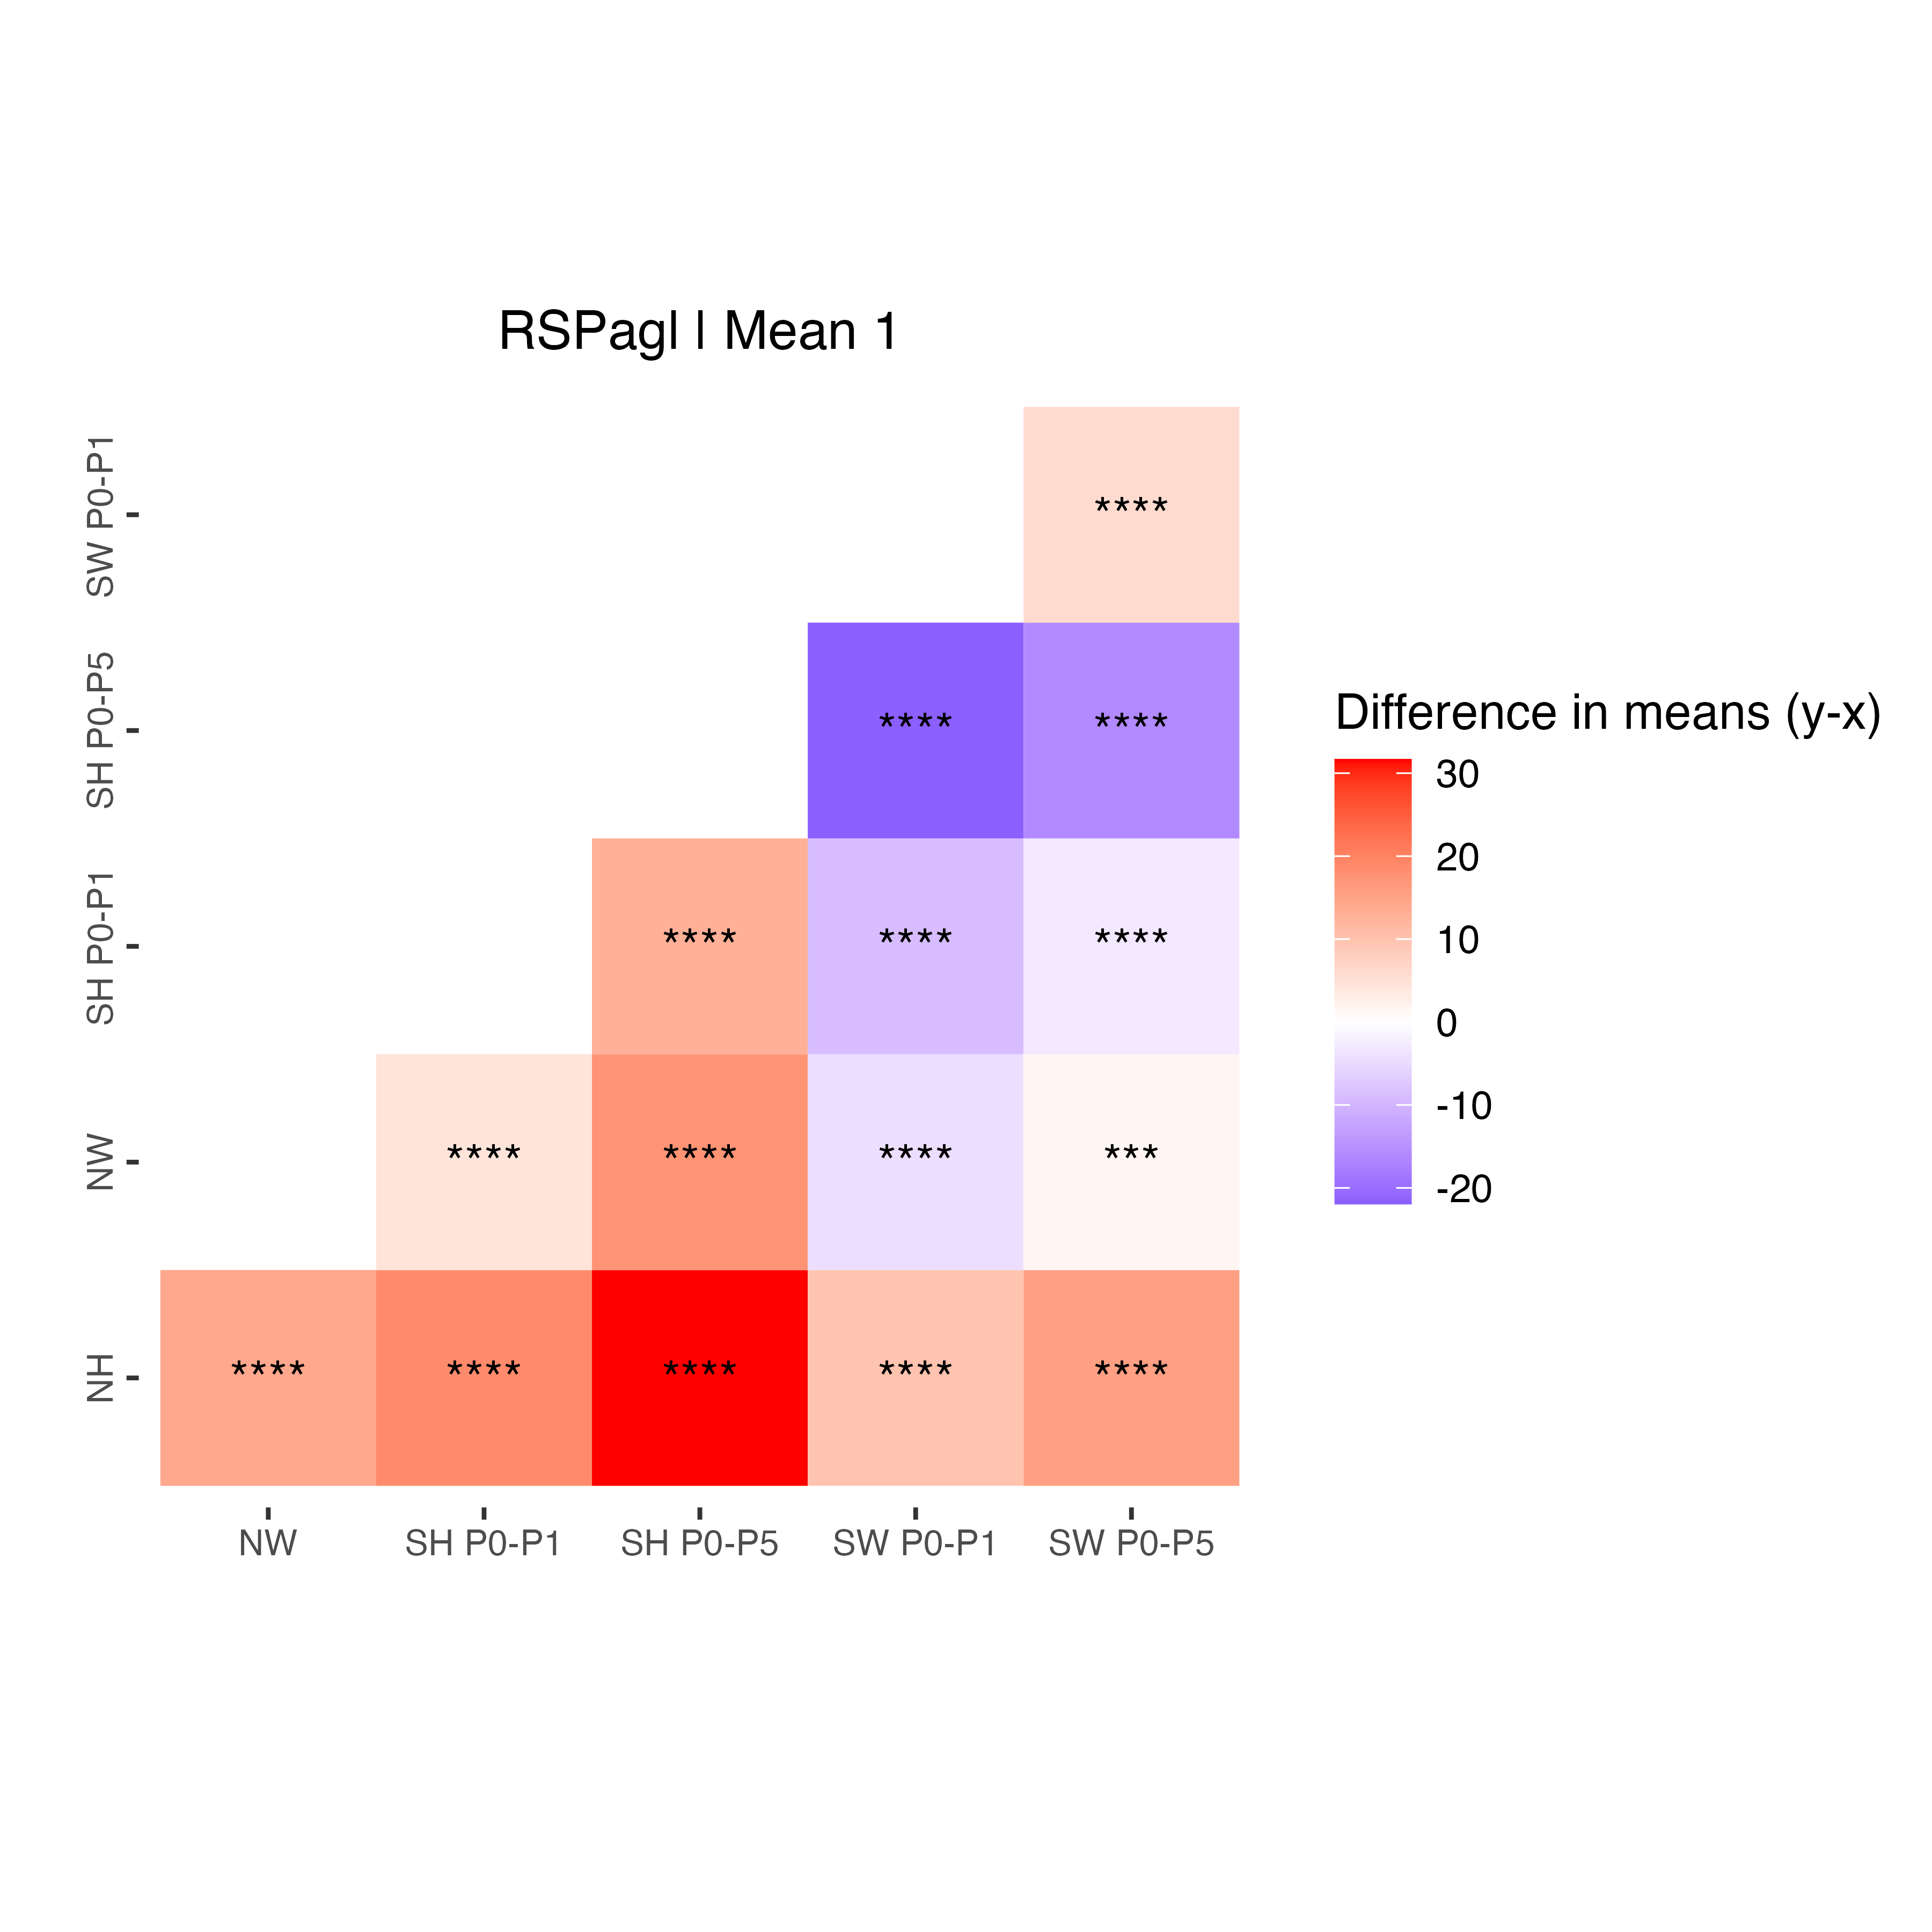 RSPagl | Mean 1
SW P0-P1
SH P0-P5
SH P0-P1
NW
NH
****
**** ****
**** **** ****
**** **** **** ***
**** **** **** **** ****
NW SH P0-P1 SH P0-P5 SW P0-P1 SW P0-P5
Difference in means (y-x)
30
20
10
0
-10
-20